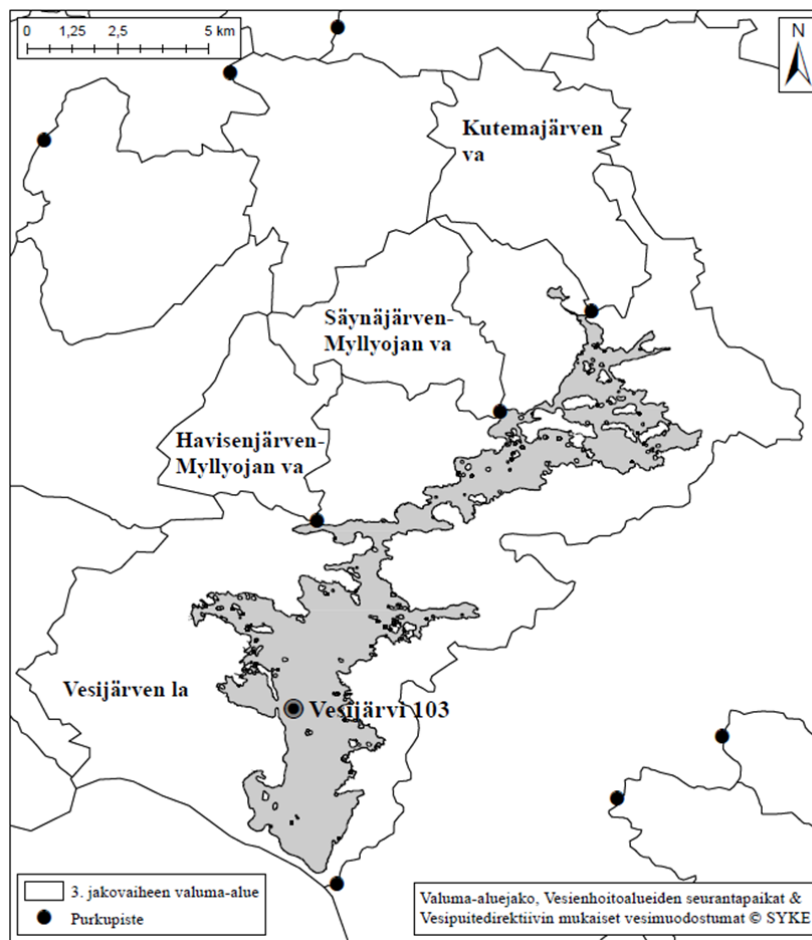 0 1,25 2,5 5 km
N
Kutemajärven
va
Säynäjärven-
Myllyojan va
Havisenjärven-
Myllyojan va
Vesijärven la
Vesijärvi 103
3. jakovaiheen valuma-alue
Purkupiste
Valuma-aluejako, Vesienhoitoalueiden seurantapaikat &
Vesipuitedirektiivin mukaiset vesimuodostumat © SYKE